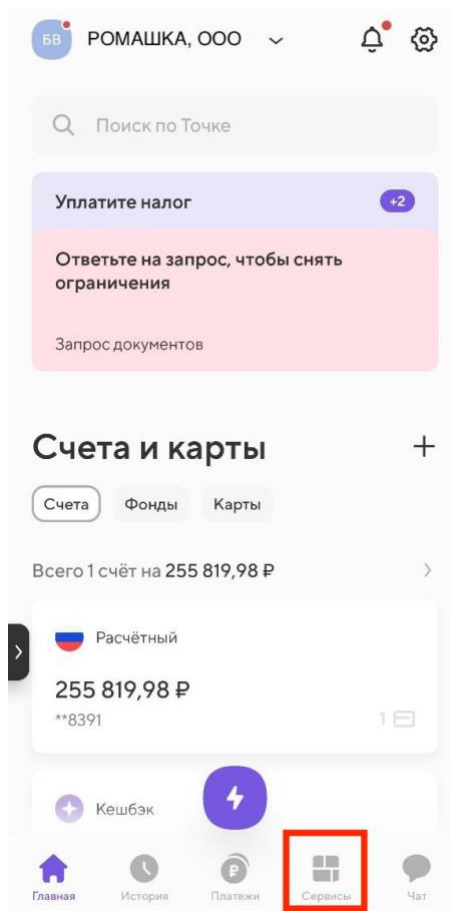 БВ РОМАШКА, ООО
Поиск по Точке
Уплатите налог +2
Ответьте на запрос, чтобы снять
ограничения
Запрос документов
Счета и карты
Счета Фонды Карты
Всего 1 счёт на 255 819,98 ₽
Расчётный
255 819,98 ₽
**8391 1
Кешбэк
Главная История Платежи Сервисы Чат